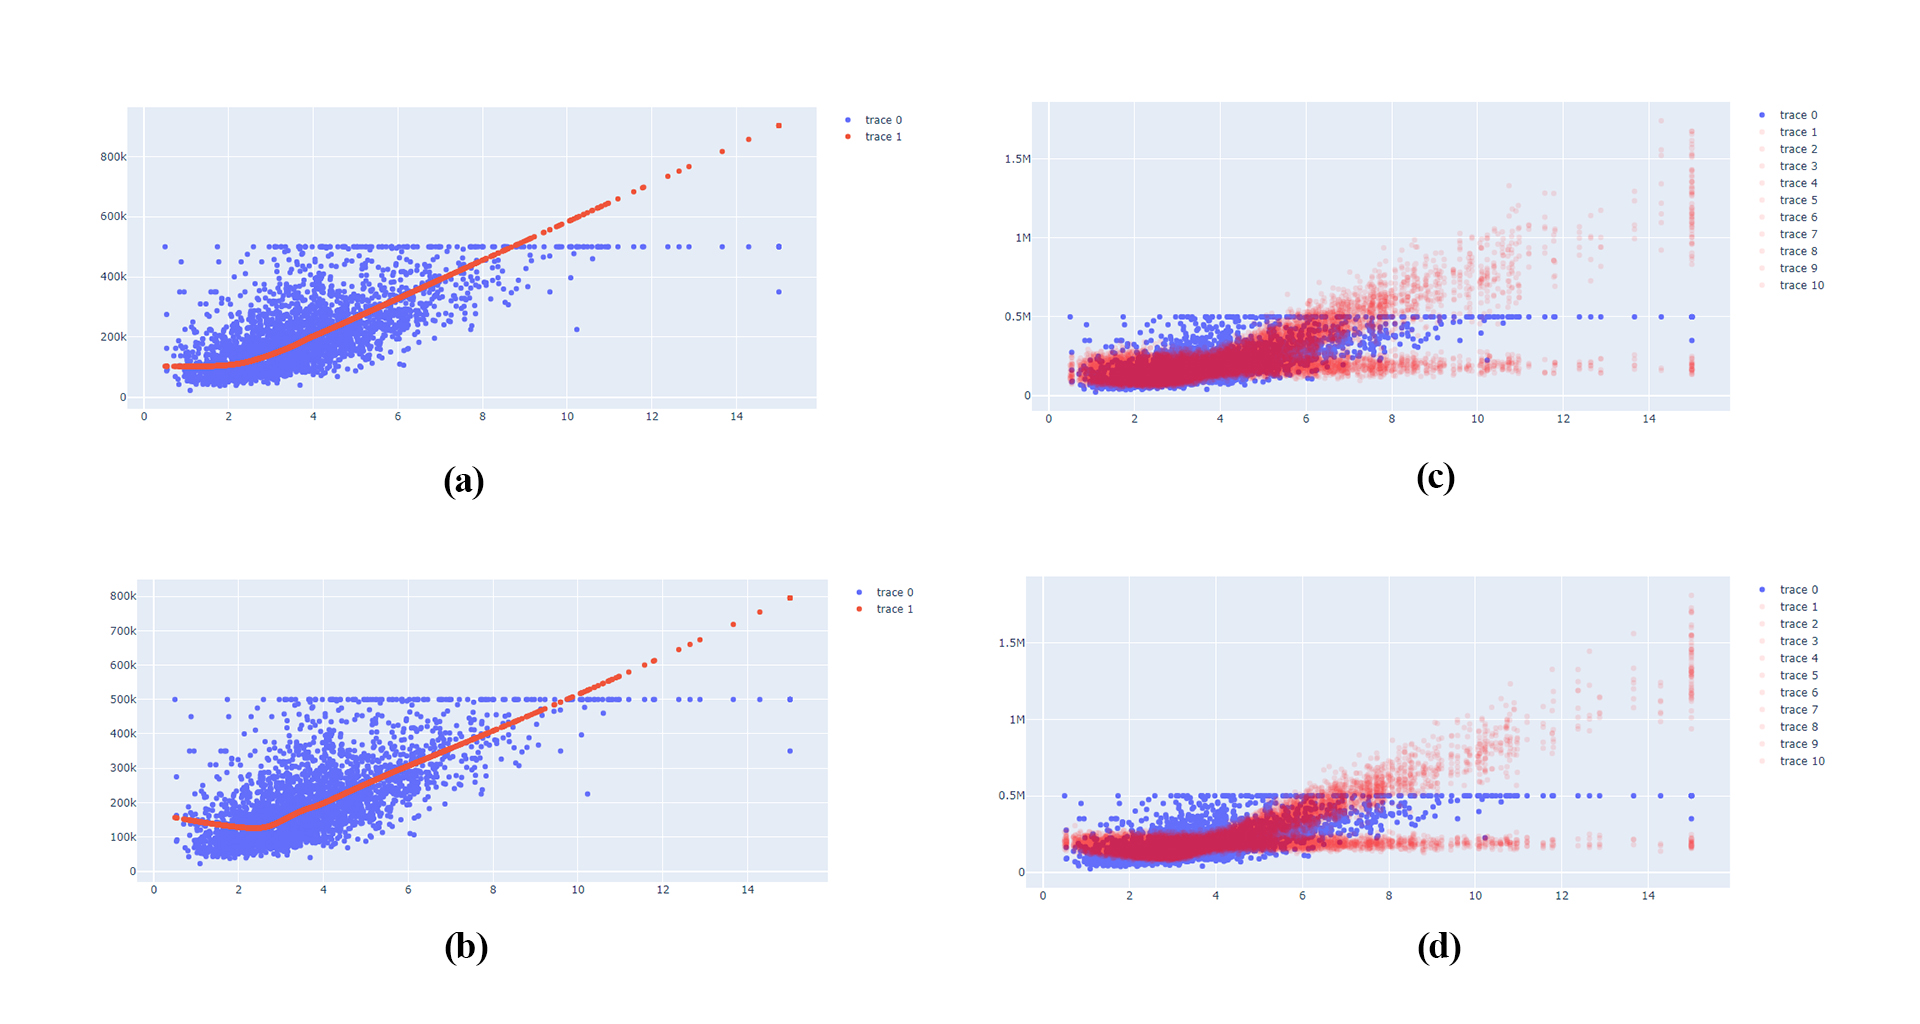 800k
600k
400k
200k
0
0 2 4 6 8 10 12 14
trace 0
trace 1
(a)
1.5M
1M
0.5M
0
0 2 4 6 8 10 12 14
trace 0
trace 1
trace 2
trace 3
trace 4
trace 5
trace 6
trace 7
trace 8
trace 9
trace 10
(c)
800k
700k
600k
500k
400k
300k
200k
100k
0
0 2 4 6 8 10 12 14
trace 0
trace 1
(b)
1.5M
1M
0.5M
0
0 2 4 6 8 10 12 14
trace 0
trace 1
trace 2
trace 3
trace 4
trace 5
trace 6
trace 7
trace 8
trace 9
trace 10
(d)